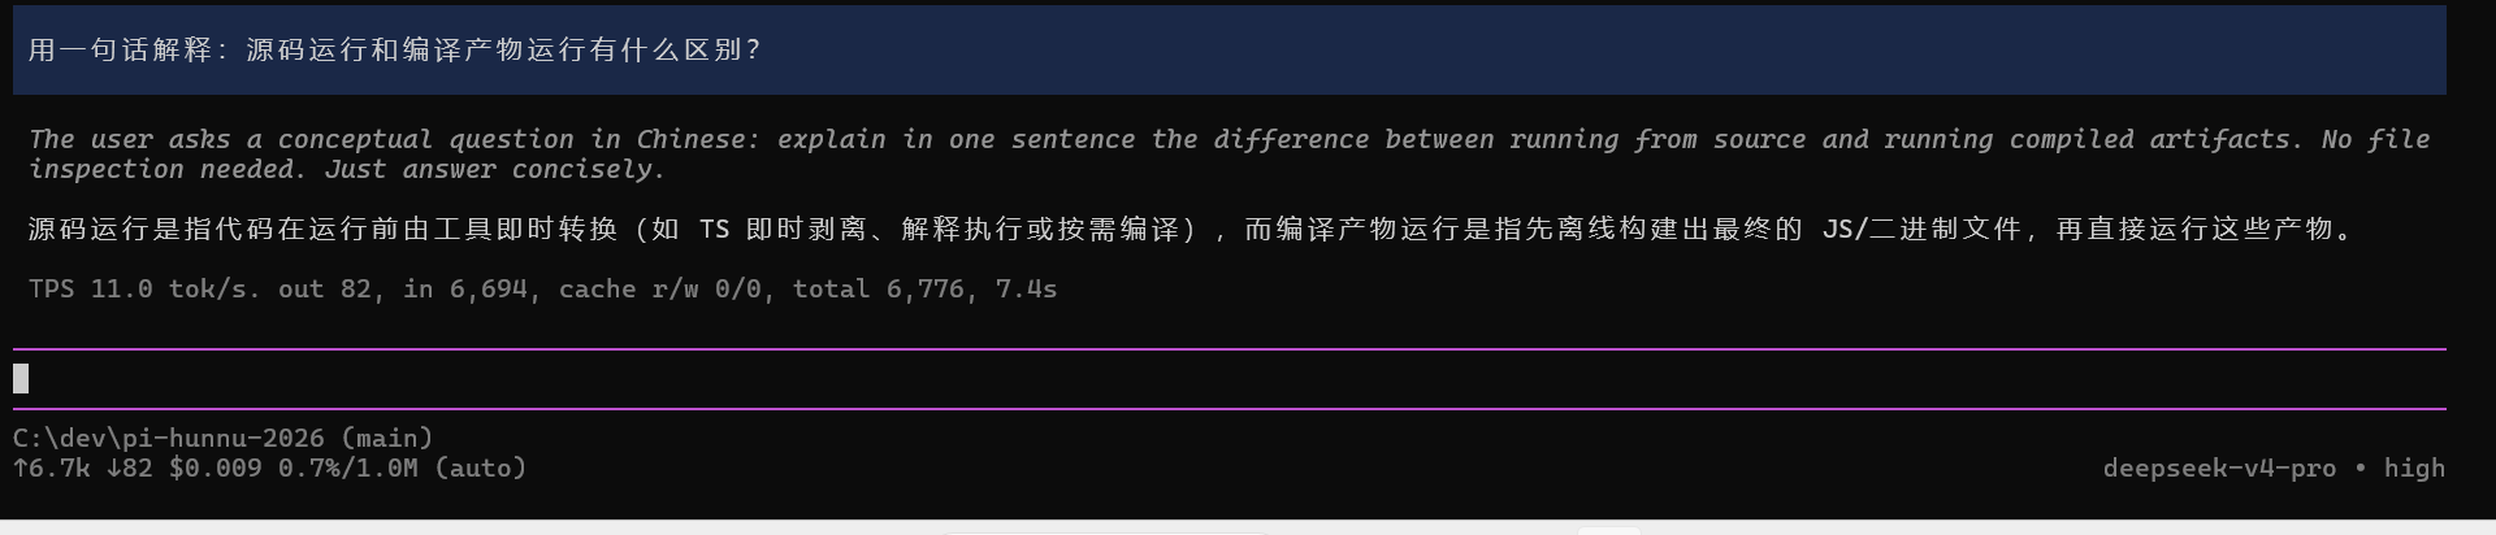 用一句话解释：源码运行和编译产物运行有什么区别？
The user asks a conceptual question in Chinese: explain in one sentence the difference between running from source and running compiled artifacts. No file
inspection needed. Just answer concisely.
源码运行是指代码在运行前由工具即时转换（如 TS 即时剥离、解释执行或按需编译），而编译产物运行是指先离线构建出最终的 JS/二进制文件，再直接运行这些产物。
TPS 11.0 tok/s. out 82, in 6,694, cache r/w 0/0, total 6,776, 7.4s
C:\dev\pi-hunnu-2026 (main)
↑6.7k ↓82 $0.009 0.7%/1.0M (auto) deepseek-v4-pro • high